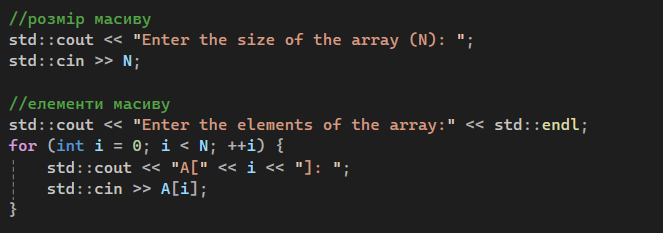 //розмір масиву
std::cout << "Enter the size of the array (N): ";
std::cin >> N;
//елементи масиву
std::cout << "Enter the elements of the array:" << std::endl;
for (int i = 0; i < N; ++i) {
std::cout << "A[" << i << "]: ";
std::cin >> A[i];
}